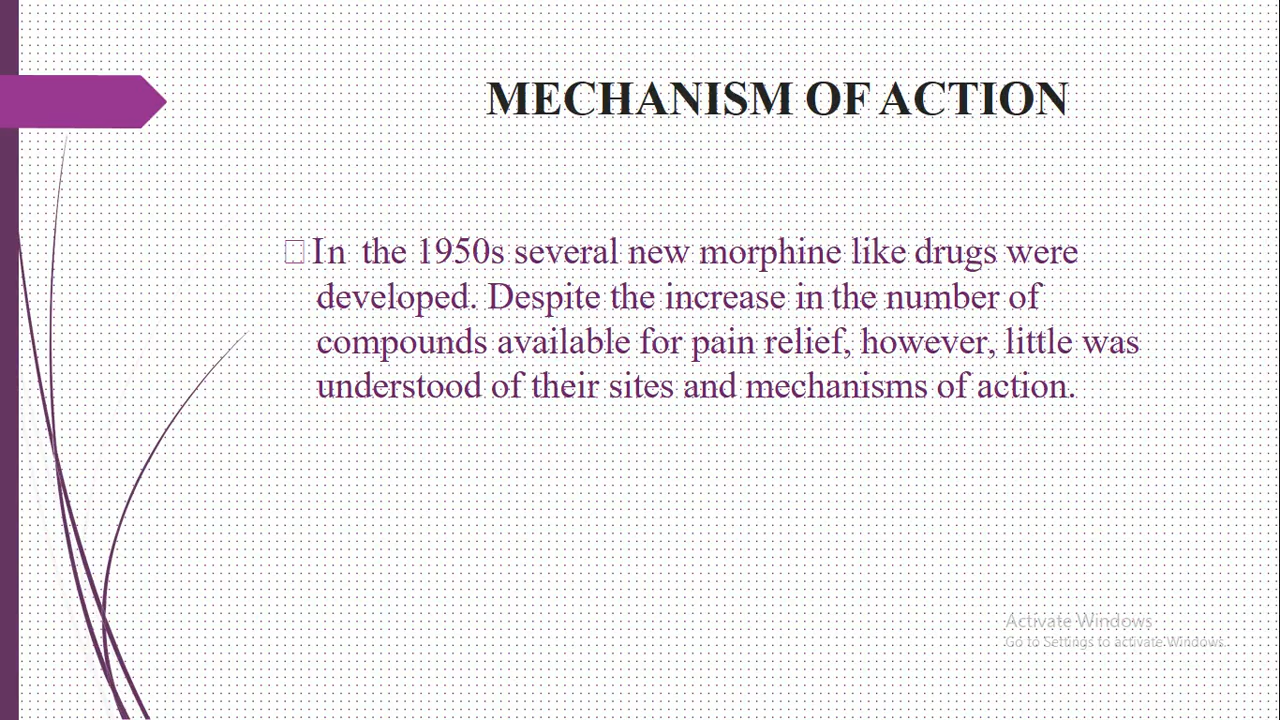 MECHANISM OF ACTION
In the 1950s several new morphine like drugs were
developed. Despite the increase in the number of
compounds available for pain relief, however, little was
understood of their sites and mechanisms of action.
Activate Windows
Go to Settings to activate Windows.